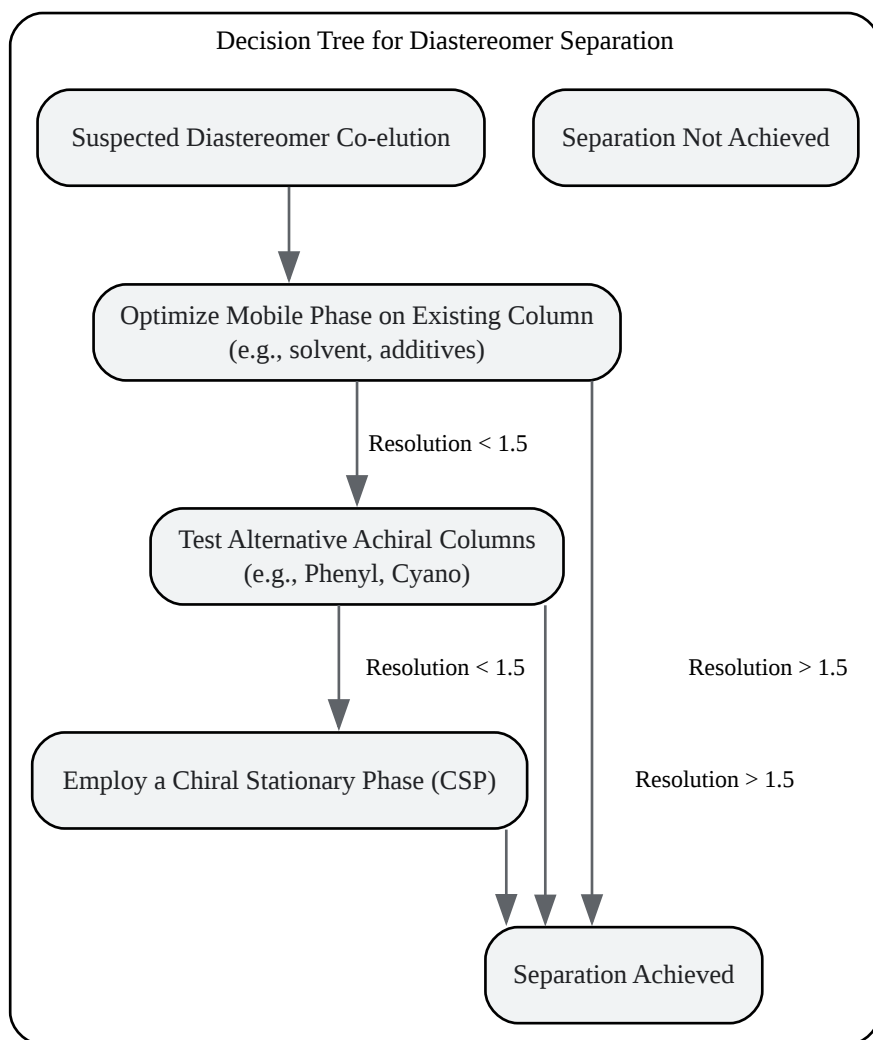 Decision Tree for Diastereomer Separation
Suspected Diastereomer Co-elution
Separation Not Achieved
Optimize Mobile Phase on Existing Column
(e.g., solvent, additives)
Resolution < 1.5
Test Alternative Achiral Columns
(e.g., Phenyl, Cyano)
Resolution < 1.5
Resolution > 1.5
Employ a Chiral Stationary Phase (CSP)
Resolution > 1.5
Separation Achieved